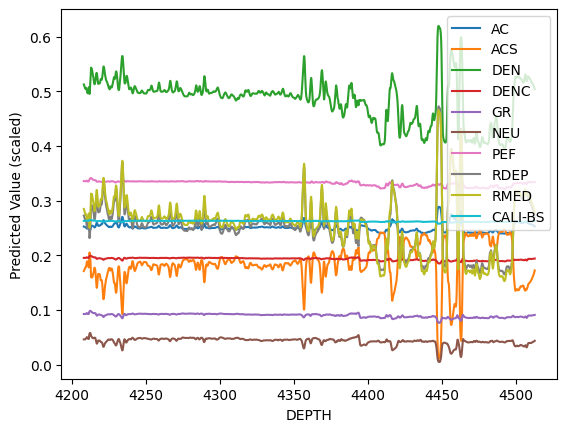 0.6
0.5
0.4
0.3
0.2
0.1
0.0
Predicted Value (scaled)
4200
4250
4300
4350
4400
4450
4500
DEPTH
AC
ACS
DEN
DENC
GR
NEU
PEF
RDEP
RMED
CALI-BS